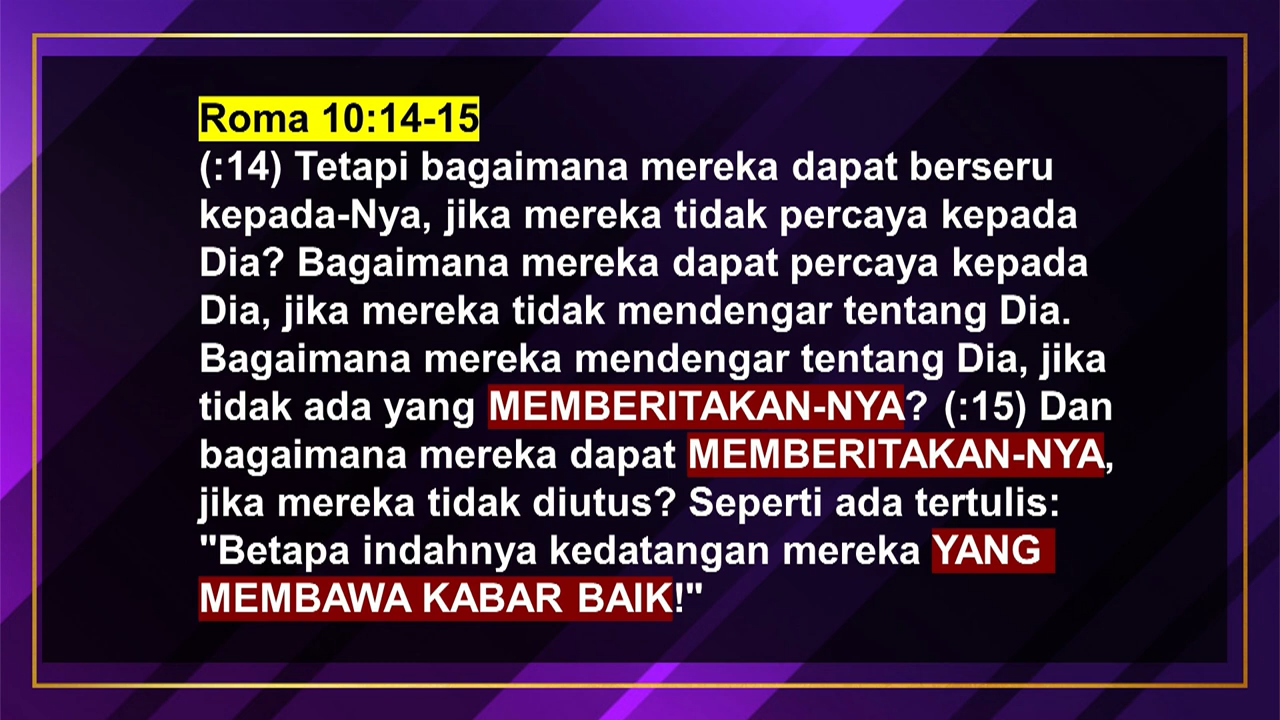 Roma 10:14-15
(:14) Tetapi bagaimana mereka dapat berseru
kepada-Nya, jika mereka tidak percaya kepada
Dia? Bagaimana mereka dapat percaya kepada
Dia, jika mereka tidak mendengar tentang Dia.
Bagaimana mereka mendengar tentang Dia, jika
tidak ada yang MEMBERITAKAN-NYA? (:15) Dan
bagaimana mereka dapat MEMBERITAKAN-NYA,
jika mereka tidak diutus? Seperti ada tertulis:
"Betapa indahnya kedatangan mereka YANG
MEMBAWA KABAR BAIK!"